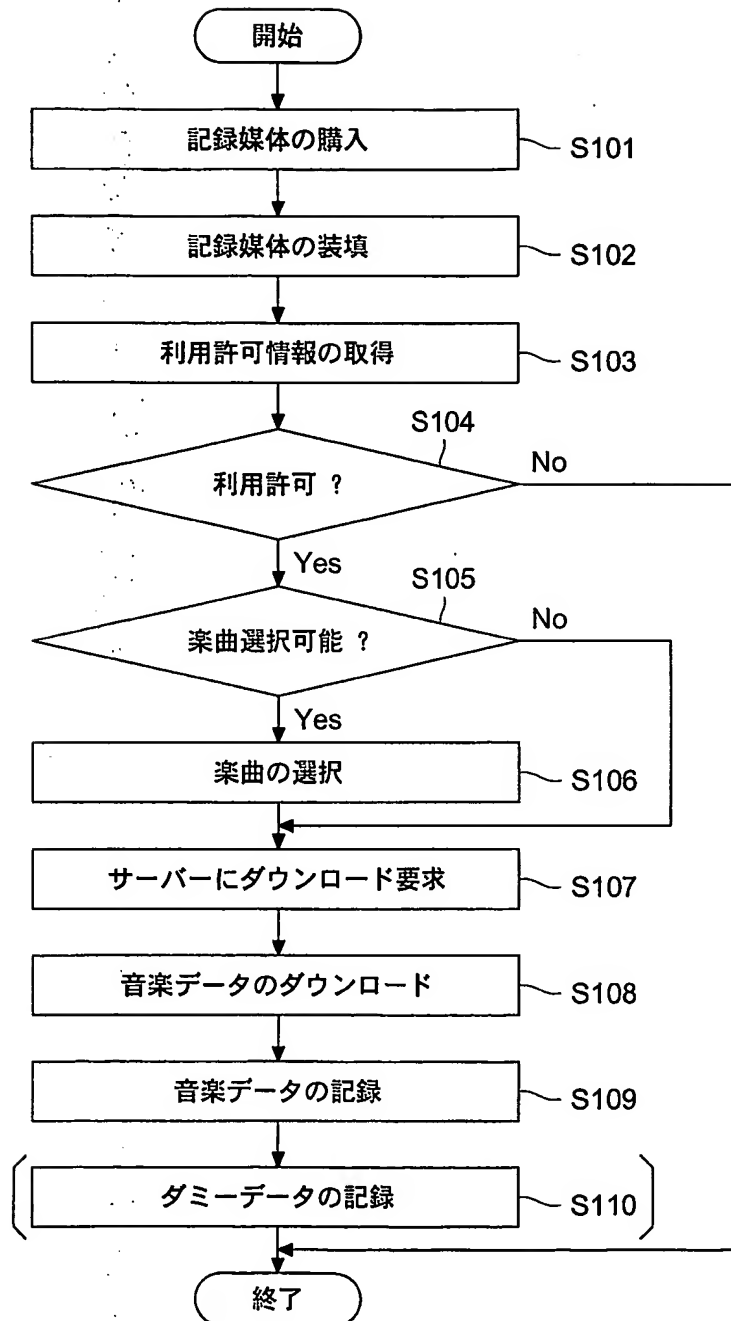 開始
記録媒体の購入 S101
記録媒体の装填 S102
利用許可情報の取得 S103
S104
利用許可 ? No
Yes
S105
楽曲選択可能 ? No
Yes
楽曲の選択 S106
サーバーにダウンロード要求 S107
音楽データのダウンロード S108
音楽データの記録 S109
ダミーデータの記録 S110
終了